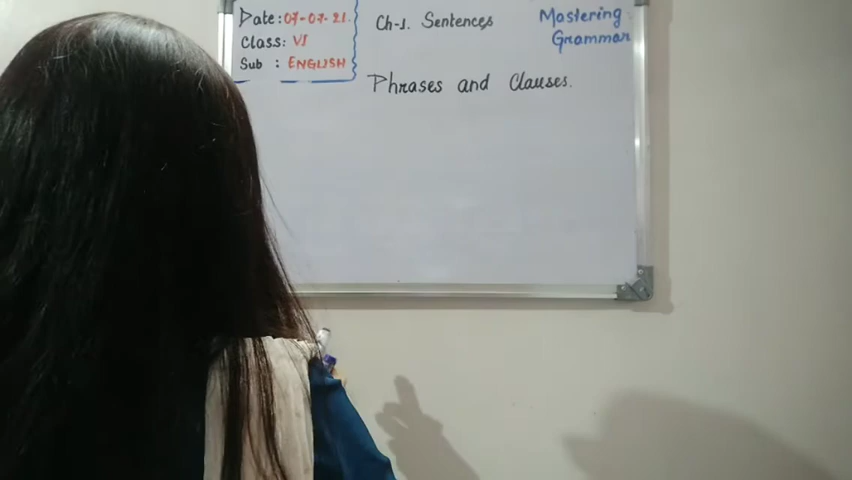 Date: 07-07-21.
Class: VI
Sub : ENGLISH
Ch-1. Sentences
Mastering
Grammar
Phrases and Clauses.